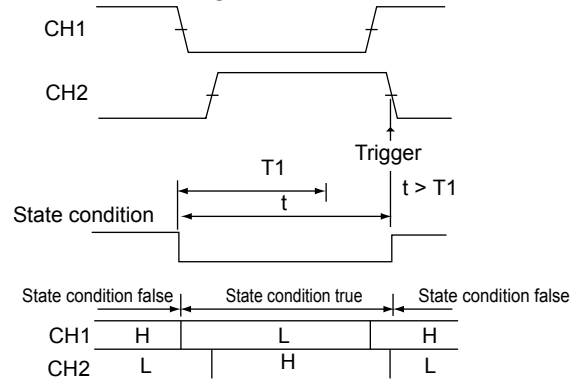 CH1
CH2
Trigger
T1
t > T1
t
State condition
State condition false State condition true State condition false
CH1 H L H
CH2 L H L